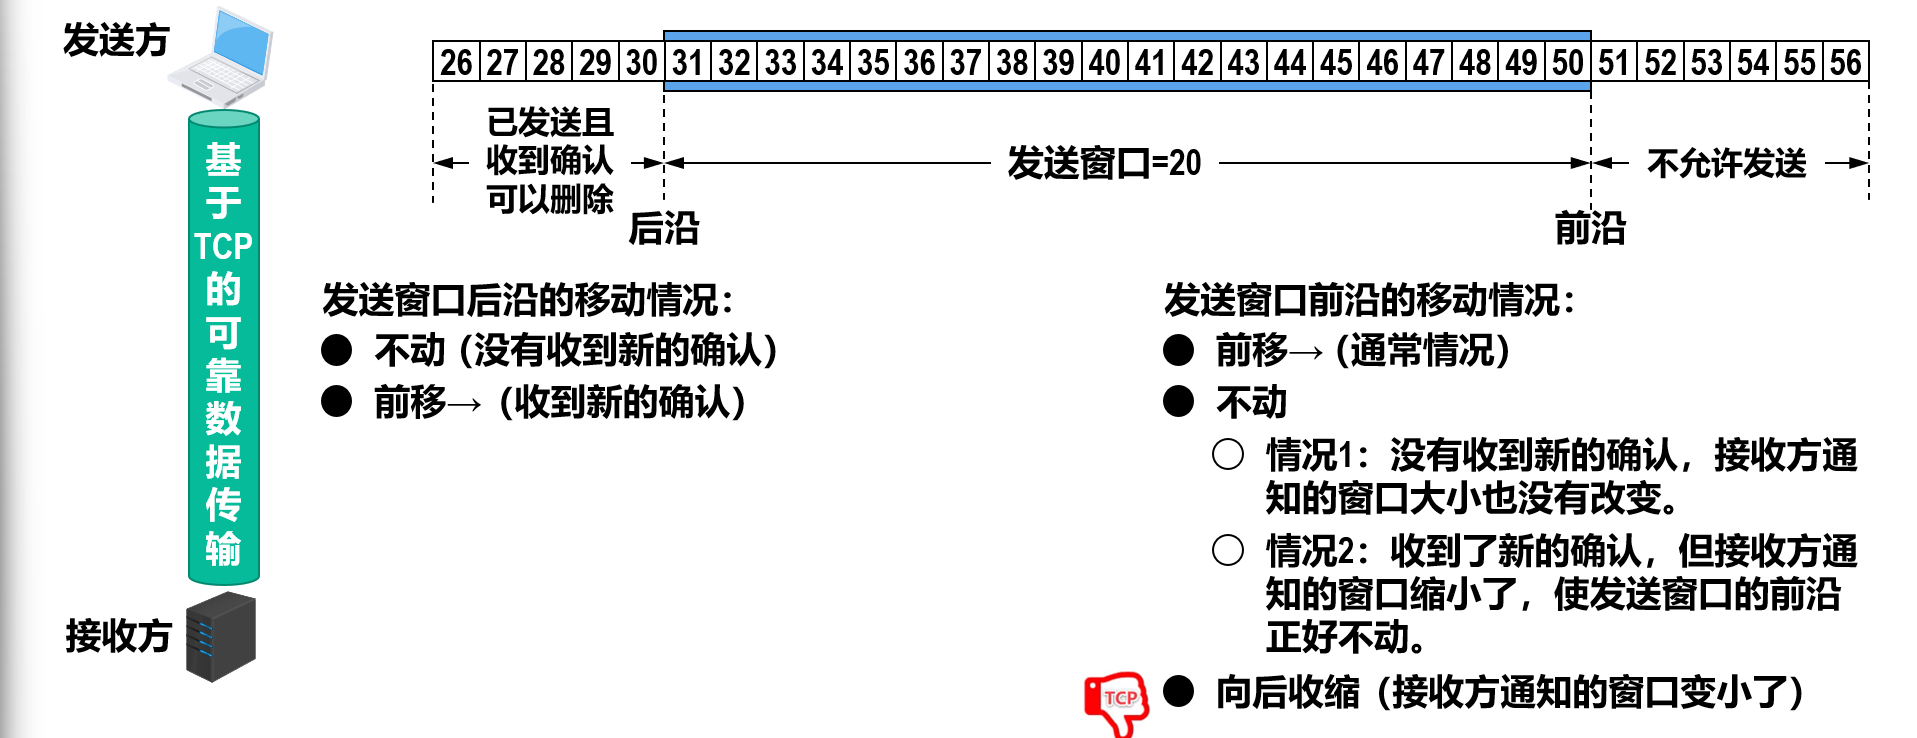 发送方
26 27 28 29 30 31 32 33 34 35 36 37 38 39 40 41 42 43 44 45 46 47 48 49 50 51 52 53 54 55 56
已发送且
收到确认
可以删除
发送窗口=20
不允许发送
后沿
前沿
基于TCP的可靠数据传输
接收方
发送窗口后沿的移动情况：
● 不动（没有收到新的确认）
● 前移→（收到新的确认）
发送窗口前沿的移动情况：
● 前移→（通常情况）
● 不动
○ 情况1：没有收到新的确认，接收方通
知的窗口大小也没有改变。
○ 情况2：收到了新的确认，但接收方通
知的窗口缩小了，使发送窗口的前沿
正好不动。
TCP
● 向后收缩（接收方通知的窗口变小了）